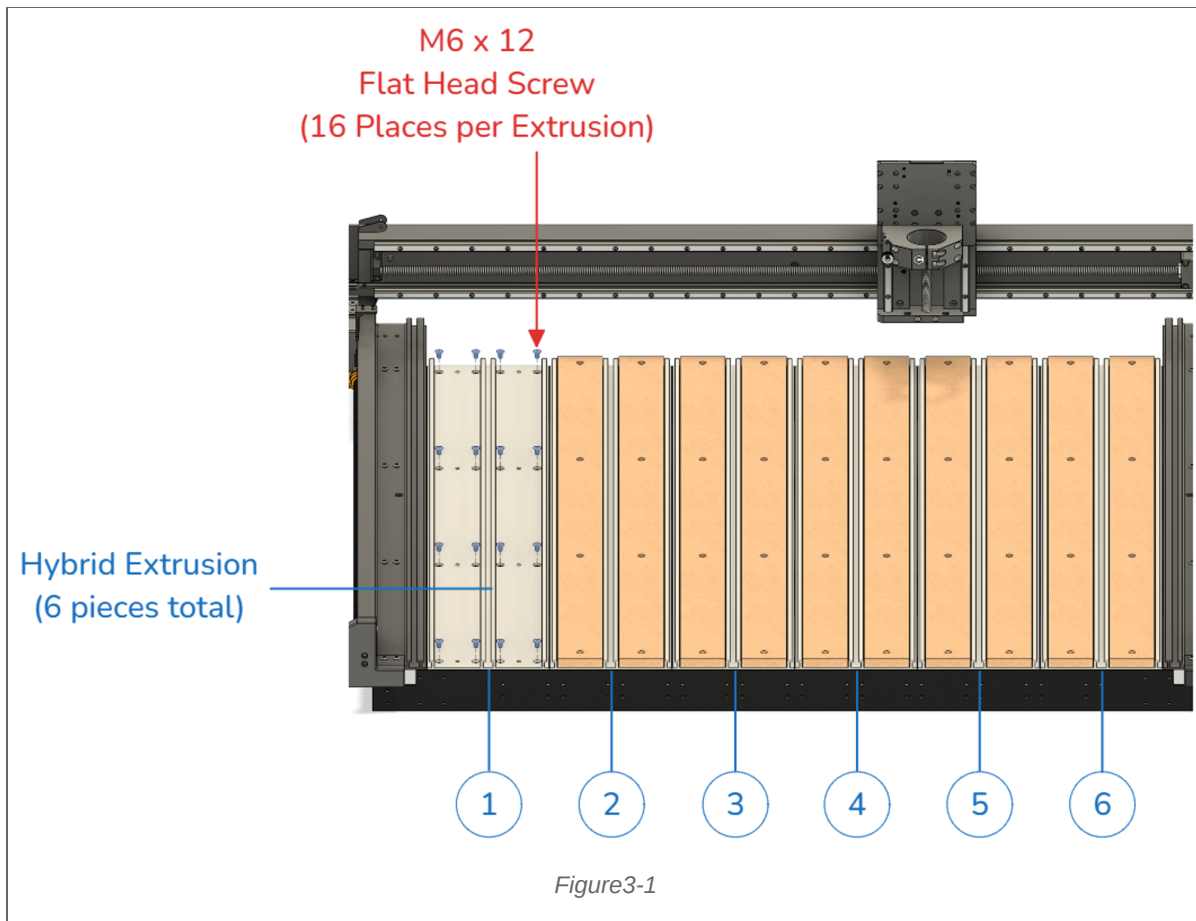 M6 x 12
Flat Head Screw
(16 Places per Extrusion)
Hybrid Extrusion
(6 pieces total)
1 2 3 4 5 6
Figure3-1